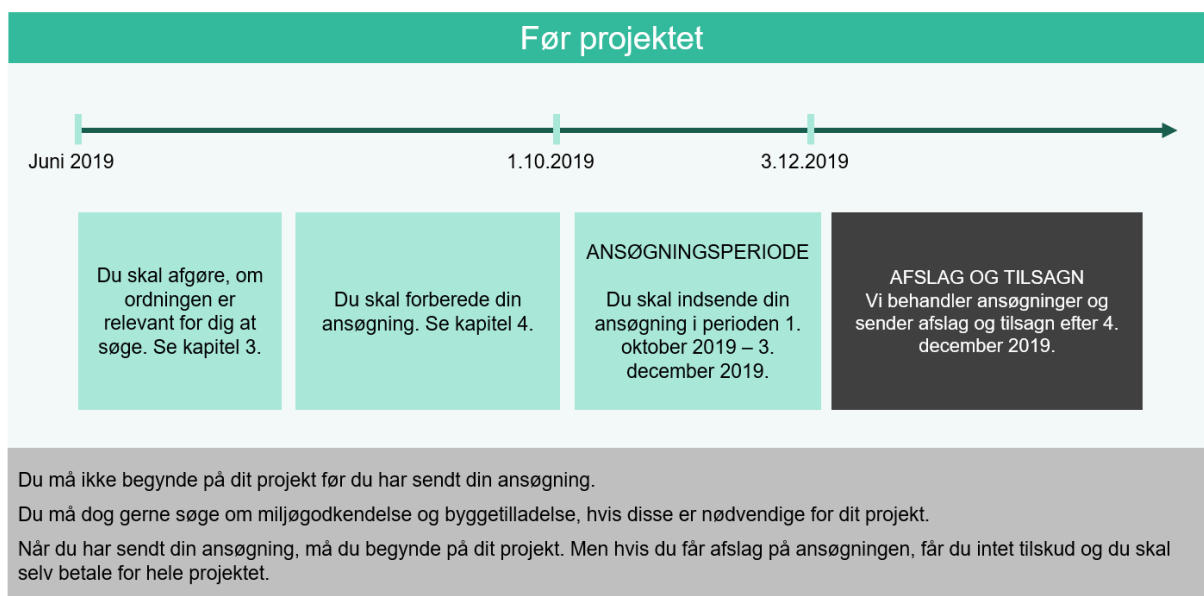 Før projektet
Juni 2019
1.10.2019
3.12.2019
Du skal afgøre, om
ordningen er
relevant for dig at
søge. Se kapitel 3.
Du skal forberede din
ansøgning. Se kapitel 4.
ANSØGNINGSPERIODE
Du skal indsende din
ansøgning i perioden 1.
oktober 2019 – 3.
december 2019.
AFSLAG OG TILSAGN
Vi behandler ansøgninger og
sender afslag og tilsagn efter 4.
december 2019.
Du må ikke begynde på dit projekt før du har sendt din ansøgning.
Du må dog gerne søge om miljøgodkendelse og byggetilladelse, hvis disse er nødvendige for dit projekt.
Når du har sendt din ansøgning, må du begynde på dit projekt. Men hvis du får afslag på ansøgningen, får du intet tilskud og du skal
selv betale for hele projektet.